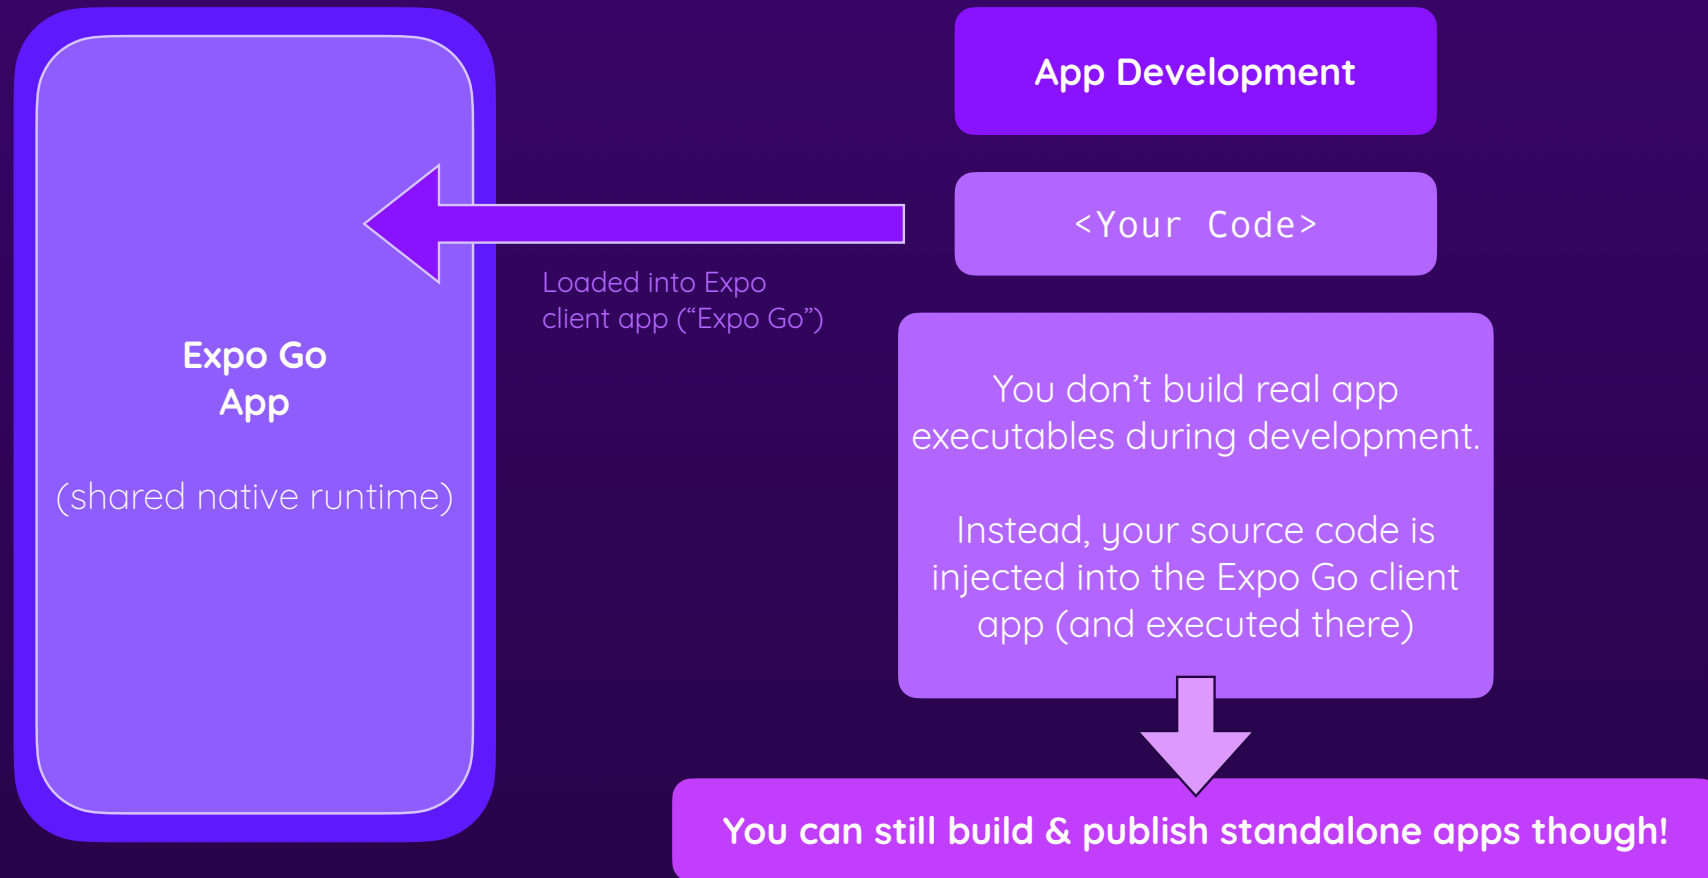 App Development
<Your Code>
Loaded into Expo
client app (“Expo Go”)
Expo Go
App
(shared native runtime)
You don’t build real app
executables during development.
Instead, your source code is
injected into the Expo Go client
app (and executed there)
You can still build & publish standalone apps though!